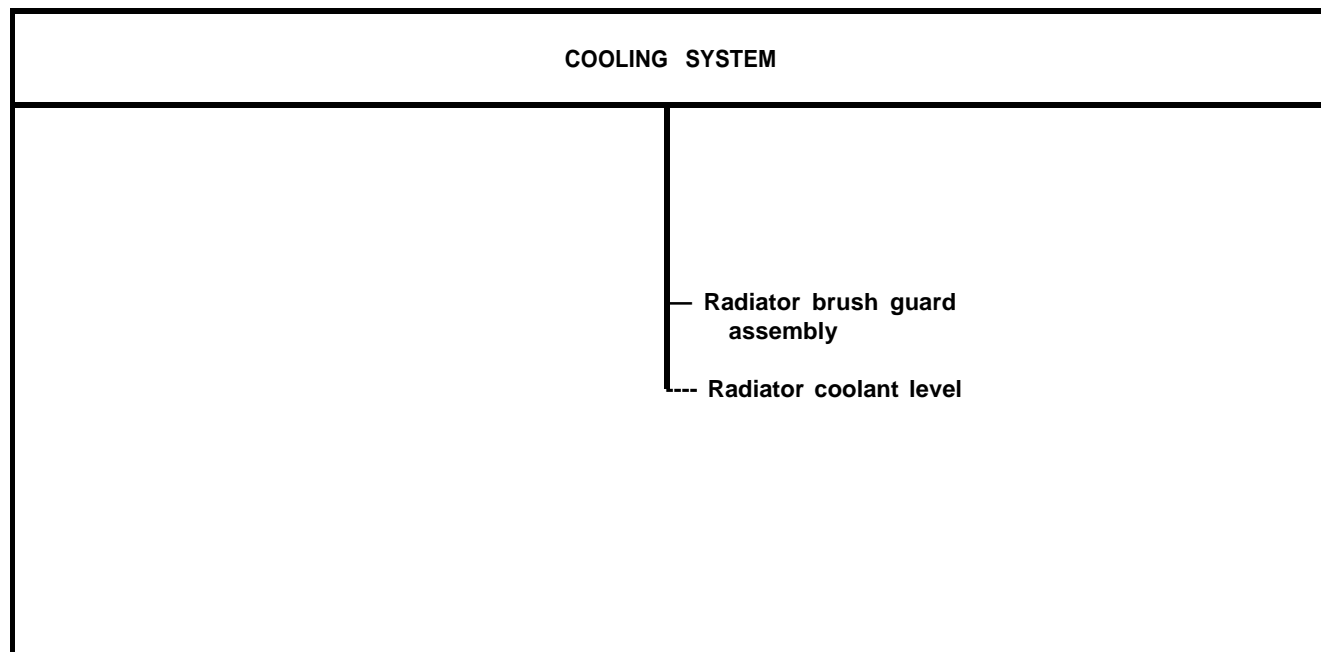 COOLING SYSTEM
— Radiator brush guard
assembly
---- Radiator coolant level